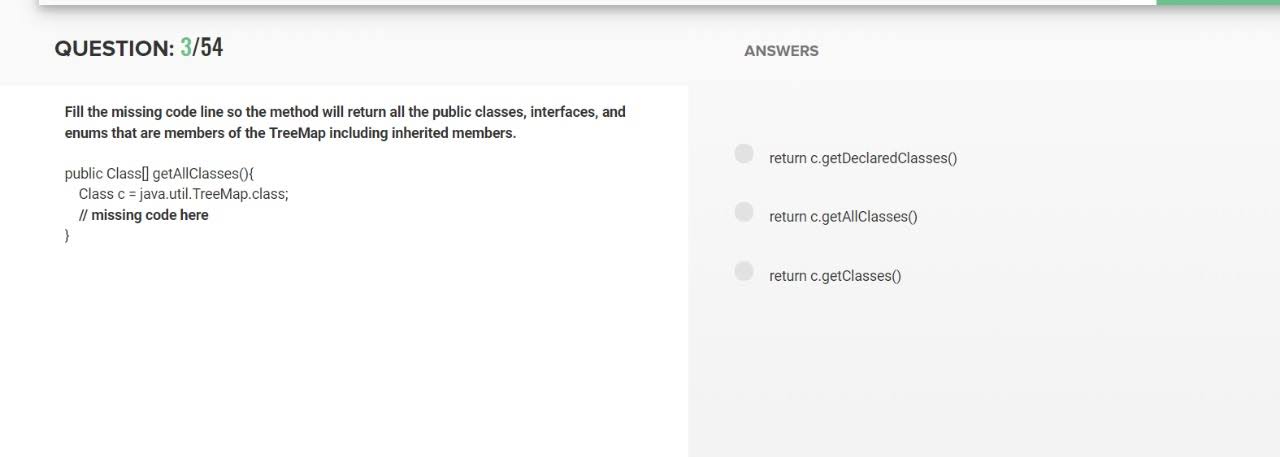 QUESTION: 3/54
ANSWERS
Fill the missing code line so the method will return all the public classes, interfaces, and
enums that are members of the TreeMap including inherited members.
public Class[] getAllClasses(){
Class c = java.util.TreeMap.class;
// missing code here
}
return c.getDeclaredClasses()
return c.getAllClasses()
return c.getClasses()